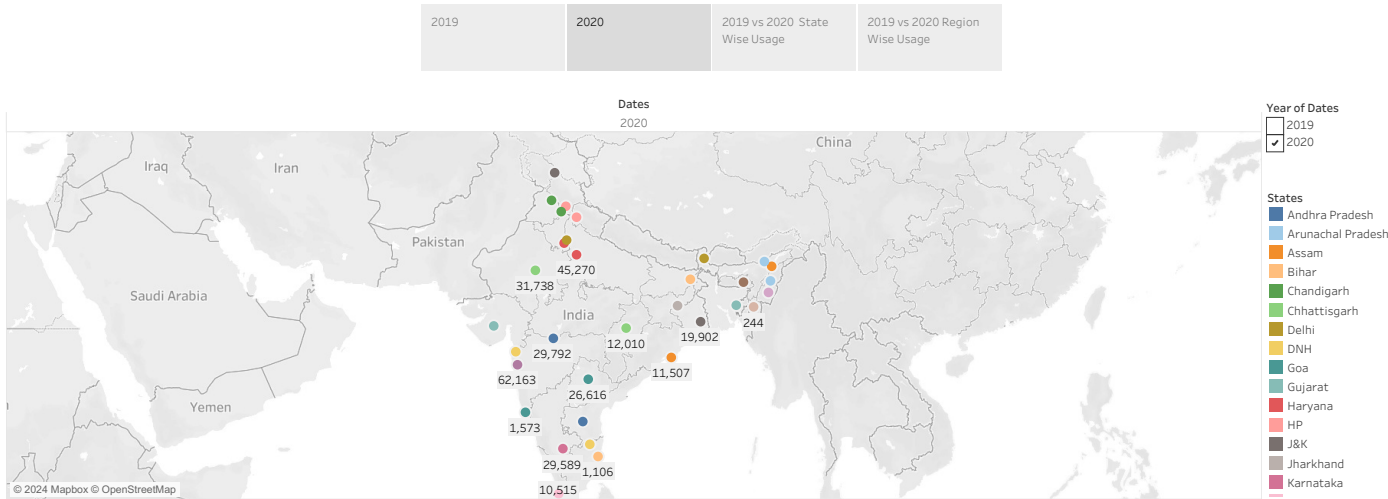 2019
2020
2019 vs 2020 State
Wise Usage
2019 vs 2020 Region
Wise Usage
Dates
2020
Year of Dates
2019
2020
States
Andhra Pradesh
Arunachal Pradesh
Assam
Bihar
Chandigarh
Chhattisgarh
Delhi
DNH
Goa
Gujarat
Haryana
HP
J&K
Jharkhand
Karnataka
China
Iraq
Iran
Pakistan
45,270
31,738
Saudi Arabia
India
244
19,902
12,010
29,792
11,507
62,163
26,616
Yemen
1,573
29,589
1,106
10,515
© 2024 Mapbox © OpenStreetMap